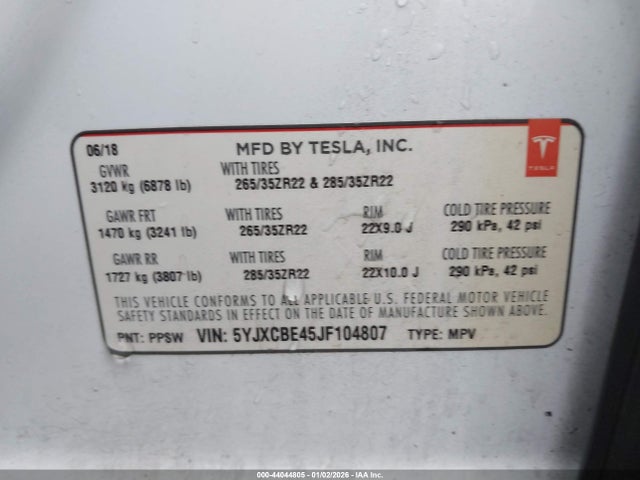 06/18 MFD BY TESLA, INC.
GVWR WITH TIRES
3120 kg (6878 lb) 265/35ZR22 & 285/35ZR22
GAWR FRT WITH TIRES RIM COLD TIRE PRESSURE
1470 kg (3241 lb) 265/35ZR22 22X9.0 J 290 kPa, 42 psi
GAWR RR WITH TIRES RIM COLD TIRE PRESSURE
1727 kg (3807 lb) 285/35ZR22 22X10.0 J 290 kPa, 42 psi
THIS VEHICLE CONFORMS TO ALL APPLICABLE U.S. FEDERAL MOTOR VEHICLE
SAFETY STANDARDS IN EFFECT ON THE DATE OF MANUFACTURE SHOWN ABOVE.
PNT: PPSW VIN: 5YJXCBE45JF104807 TYPE: MPV
TESLA
000-44044805 - 01/02/2026 - IAA Inc.